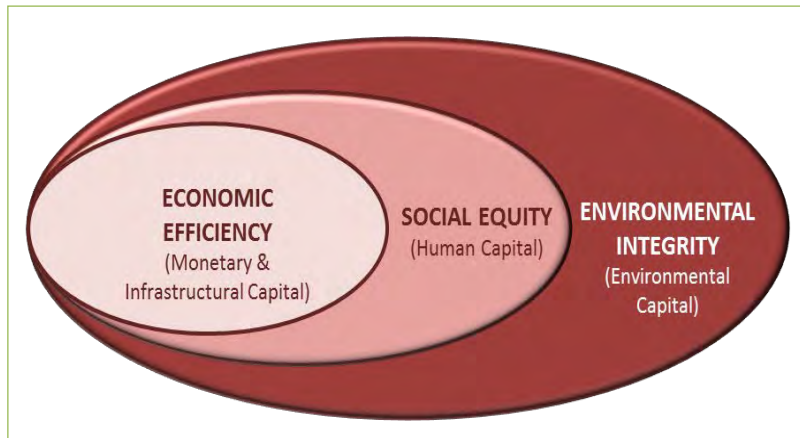 ECONOMIC
EFFICIENCY
(Monetary &
Infrastructural Capital)
SOCIAL EQUITY
(Human Capital)
ENVIRONMENTAL
INTEGRITY
(Environmental
Capital)